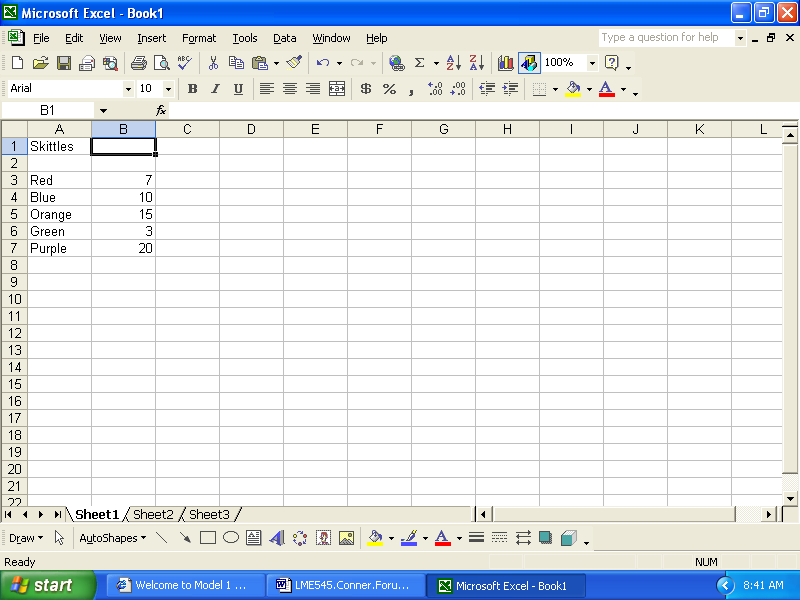 Microsoft Excel - Book1
File Edit View Insert Format Tools Data Window Help Type a question for help
100%
Arial 10 B I U $ % ,
B1 fx
A B C D E F G H I J K L
1 Skittles
2
3 Red 7
4 Blue 10
5 Orange 15
6 Green 3
7 Purple 20
8
9
10
11
12
13
14
15
16
17
18
19
20
21
22
Sheet1 Sheet2 Sheet3
Draw AutoShapes
Ready NUM
start Welcome to Model 1 ... LME545.Conner.Foru... Microsoft Excel - Book1 8:41 AM